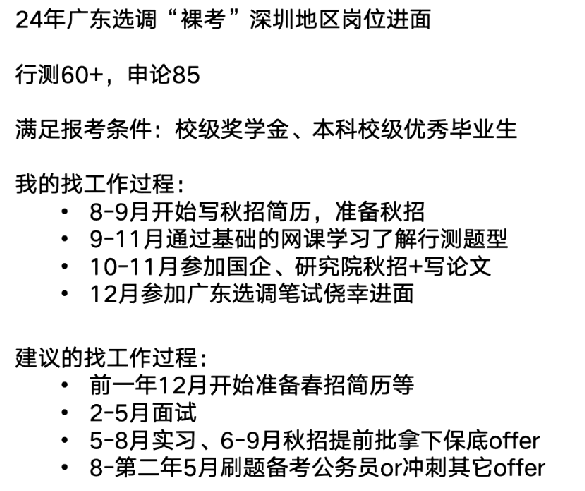 24年广东选调“裸考”深圳地区岗位进面
行测60+，申论85
满足报考条件：校级奖学金、本科校级优秀毕业生
我的找工作过程：
• 8-9月开始写秋招简历，准备秋招
• 9-11月通过基础的网课学习了解行测题型
• 10-11月参加国企、研究院秋招+写论文
• 12月参加广东选调笔试侥幸进面
建议的找工作过程：
• 前一年12月开始准备春招简历等
• 2-5月面试
• 5-8月实习、6-9月秋招提前批拿下保底offer
• 8-第二年5月刷题备考公务员or冲刺其它offer